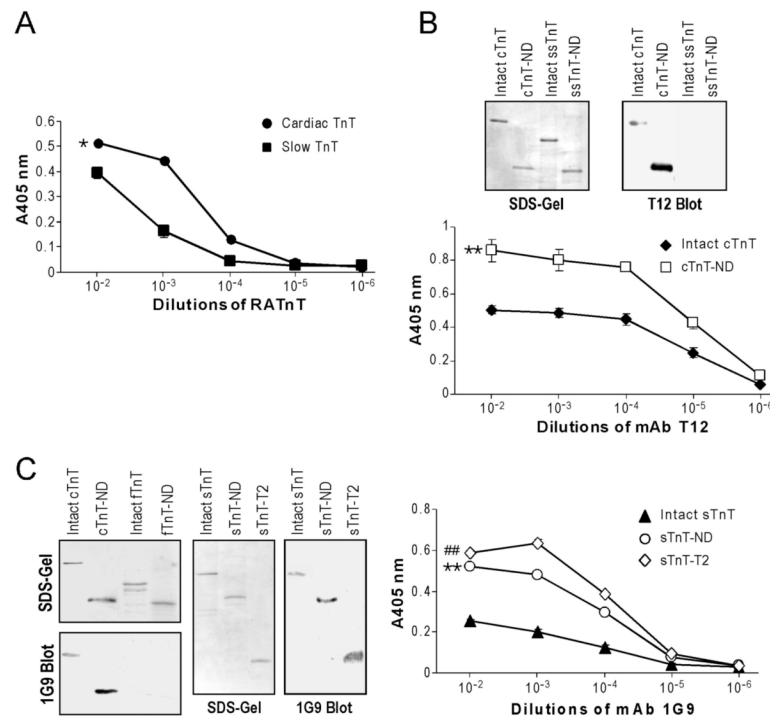 A
Cardiac TnT
Slow TnT
*
A405 nm
0.6
0.5
0.4
0.3
0.2
0.1
0
10⁻² 10⁻³ 10⁻⁴ 10⁻⁵ 10⁻⁶
Dilutions of RATnT
B
Intact cTnT
cTnT-ND
Intact ssTnT
ssTnT-ND
Intact cTnT
cTnT-ND
Intact ssTnT
ssTnT-ND
SDS-Gel
T12 Blot
Intact cTnT
cTnT-ND
**
A405 nm
1
0.8
0.6
0.4
0.2
0
10⁻² 10⁻³ 10⁻⁴ 10⁻⁵ 10⁻⁶
Dilutions of mAb T12
C
Intact cTnT
cTnT-ND
Intact fTnT
fTnT-ND
SDS-Gel
1G9 Blot
Intact sTnT
sTnT-ND
sTnT-T2
SDS-Gel
Intact sTnT
sTnT-ND
sTnT-T2
1G9 Blot
Intact sTnT
sTnT-ND
sTnT-T2
##
**
A405 nm
0.8
0.6
0.4
0.2
0
10⁻² 10⁻³ 10⁻⁴ 10⁻⁵ 10⁻⁶
Dilutions of mAb 1G9